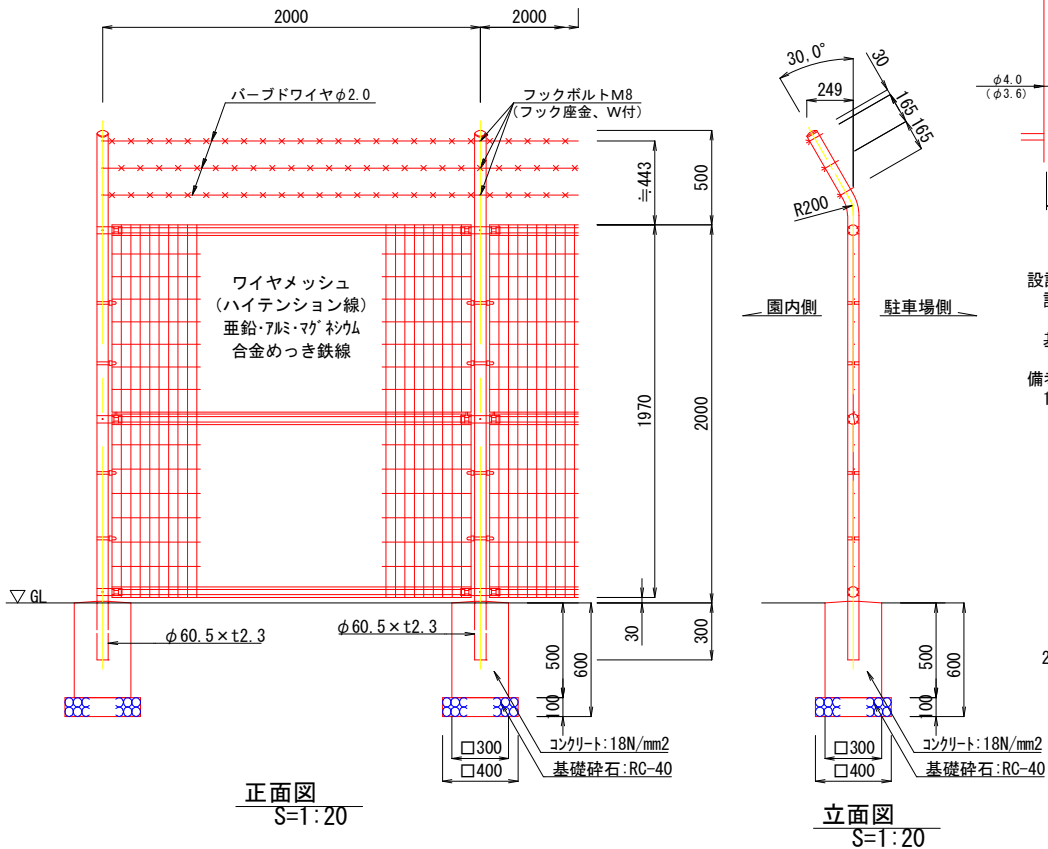 2000
2000
バーブドワイヤφ2.0
フックボルトM8
(フック座金、W付)
≒443
500
ワイヤメッシュ
(ハイテンション線)
亜鉛・アルミ・マグネシウム
合金めっき鉄線
1970
2000
▽ GL
φ60.5×t2.3
φ60.5×t2.3
30
300
500
600
100
□300
□400
コンクリート:18N/mm2
基礎砕石:RC-40
正面図
S=1:20
30,0°
249
30
165
165
R200
園内側
駐車場側
500
600
100
□300
□400
コンクリート:18N/mm2
基礎砕石:RC-40
立面図
S=1:20
φ4.0
(φ3.6)
備
1
2